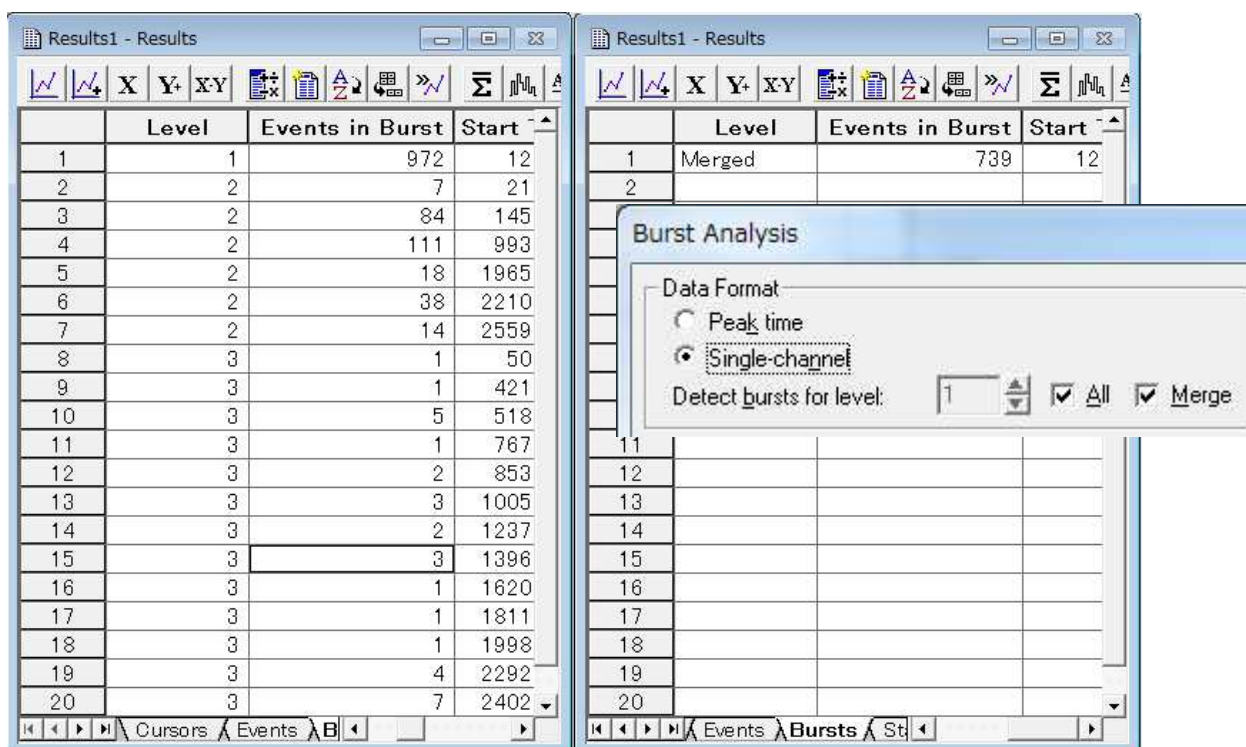 Results1 - Results
X Y+ X-Y A Z Σ
Level Events in Burst Start
1 1 972 12
2 2 7 21
3 2 84 145
4 2 111 993
5 2 18 1965
6 2 38 2210
7 2 14 2559
8 3 1 50
9 3 1 421
10 3 5 518
11 3 1 767
12 3 2 853
13 3 3 1005
14 3 2 1237
15 3 3 1396
16 3 1 1620
17 3 1 1811
18 3 1 1998
19 3 4 2292
20 3 7 2402
Cursors Events B
Results1 - Results
X Y+ X-Y A Z Σ
Level Events in Burst Start
1 Merged 739 12
2
Burst Analysis
Data Format
Peak time
Single-channel
Detect bursts for level: 1 All Merge
11
12
13
14
15
16
17
18
19
20
Events Bursts St